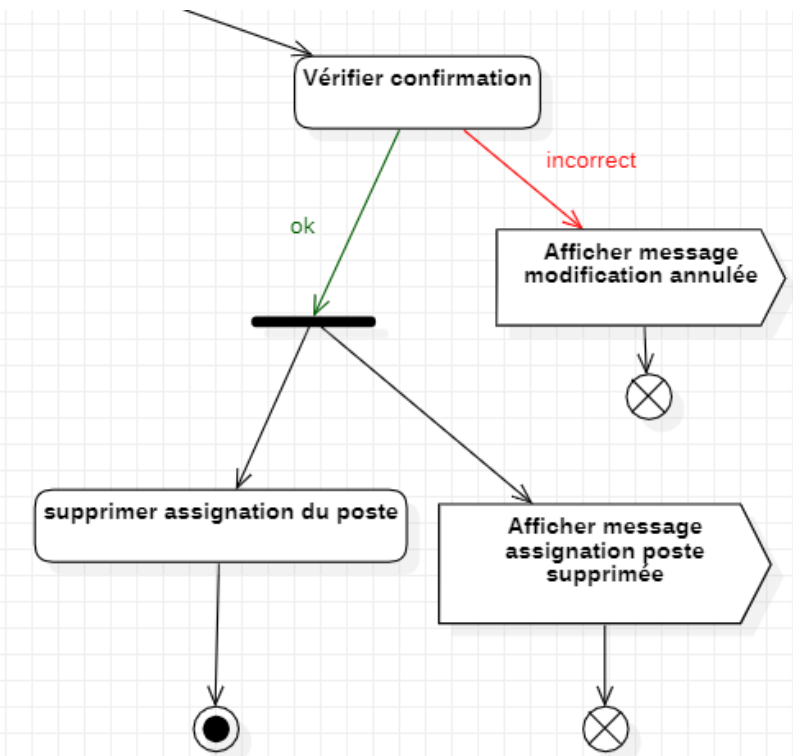 Vérifier confirmation
incorrect
ok
Afficher message
modification annulée
supprimer assignation du poste
Afficher message
assignation poste
supprimée